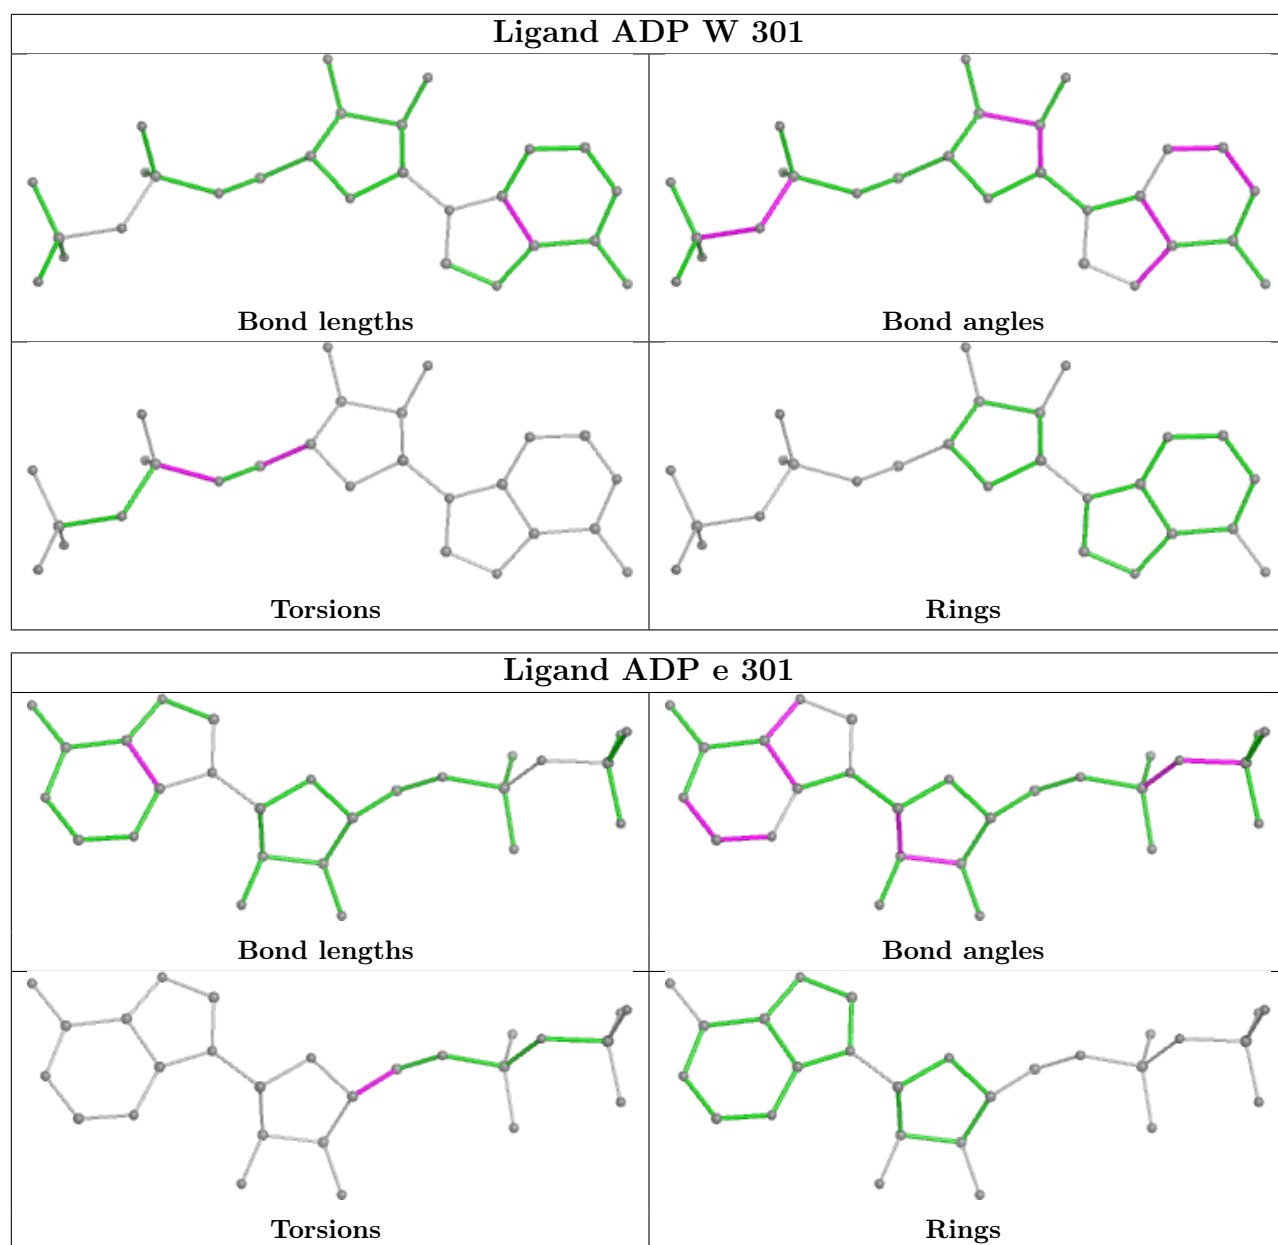 Ligand ADP W 301
Bond lengths
Bond angles
Torsions
Rings
Ligand ADP e 301
Bond lengths
Bond angles
Torsions
Rings